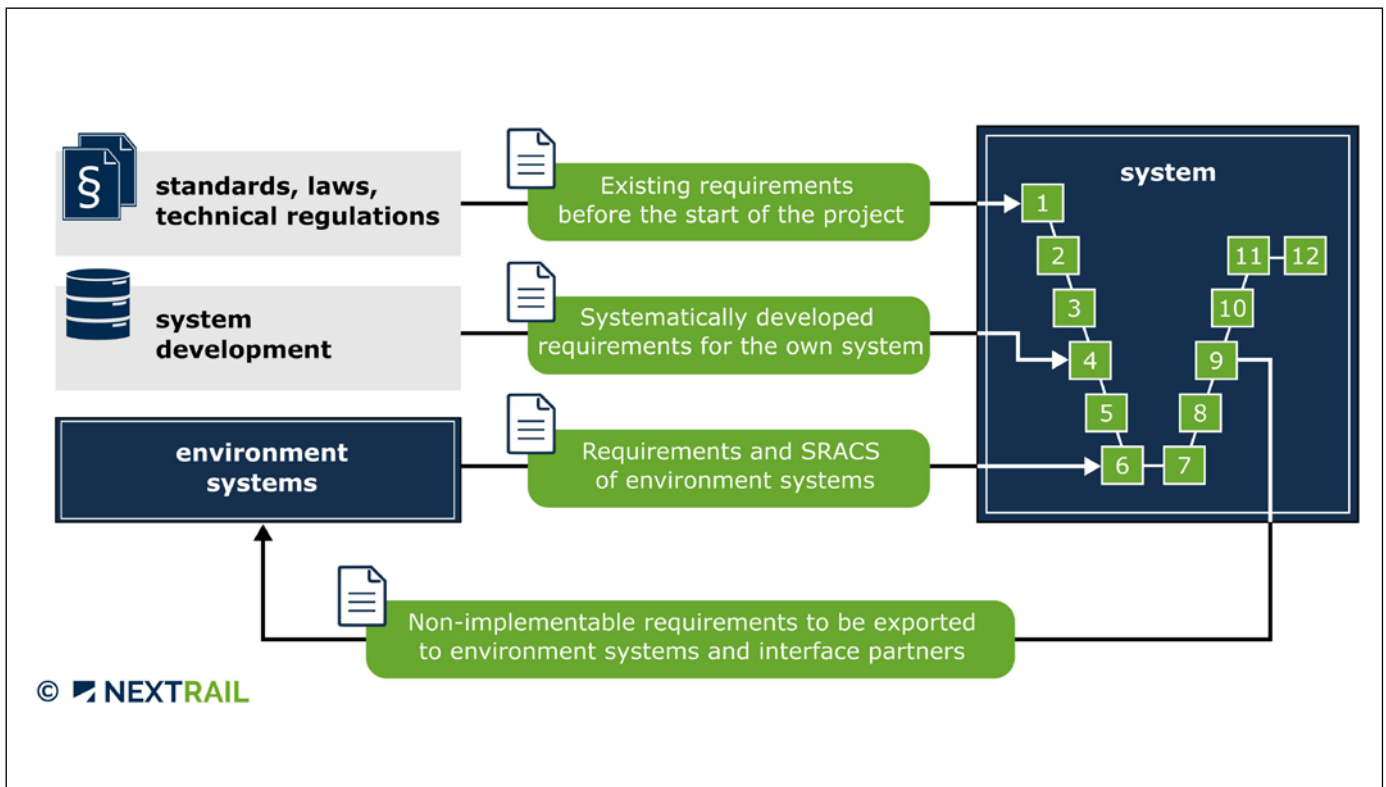 §
standards, laws,
technical regulations
Existing requirements
before the start of the project
system
development
Systematically developed
requirements for the own system
environment
systems
Requirements and SRACS
of environment systems
system
1
2
3
4
5
6
7
8
9
10
11
12
Non-implementable requirements to be exported
to environment systems and interface partners
© NEXTRAIL